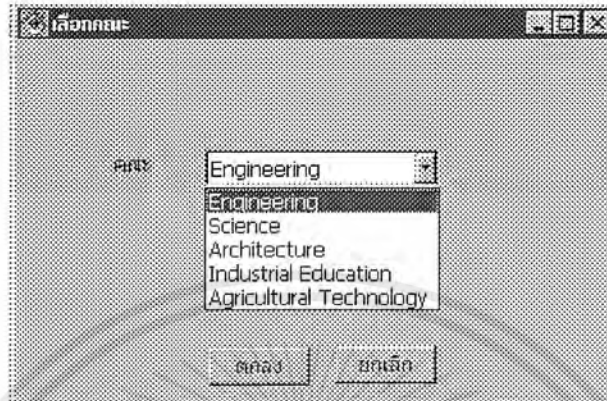 เลือกคณะ
คณะ
Engineering
Engineering
Science
Architecture
Industrial Education
Agricultural Technology
ตกลง ยกเลิก